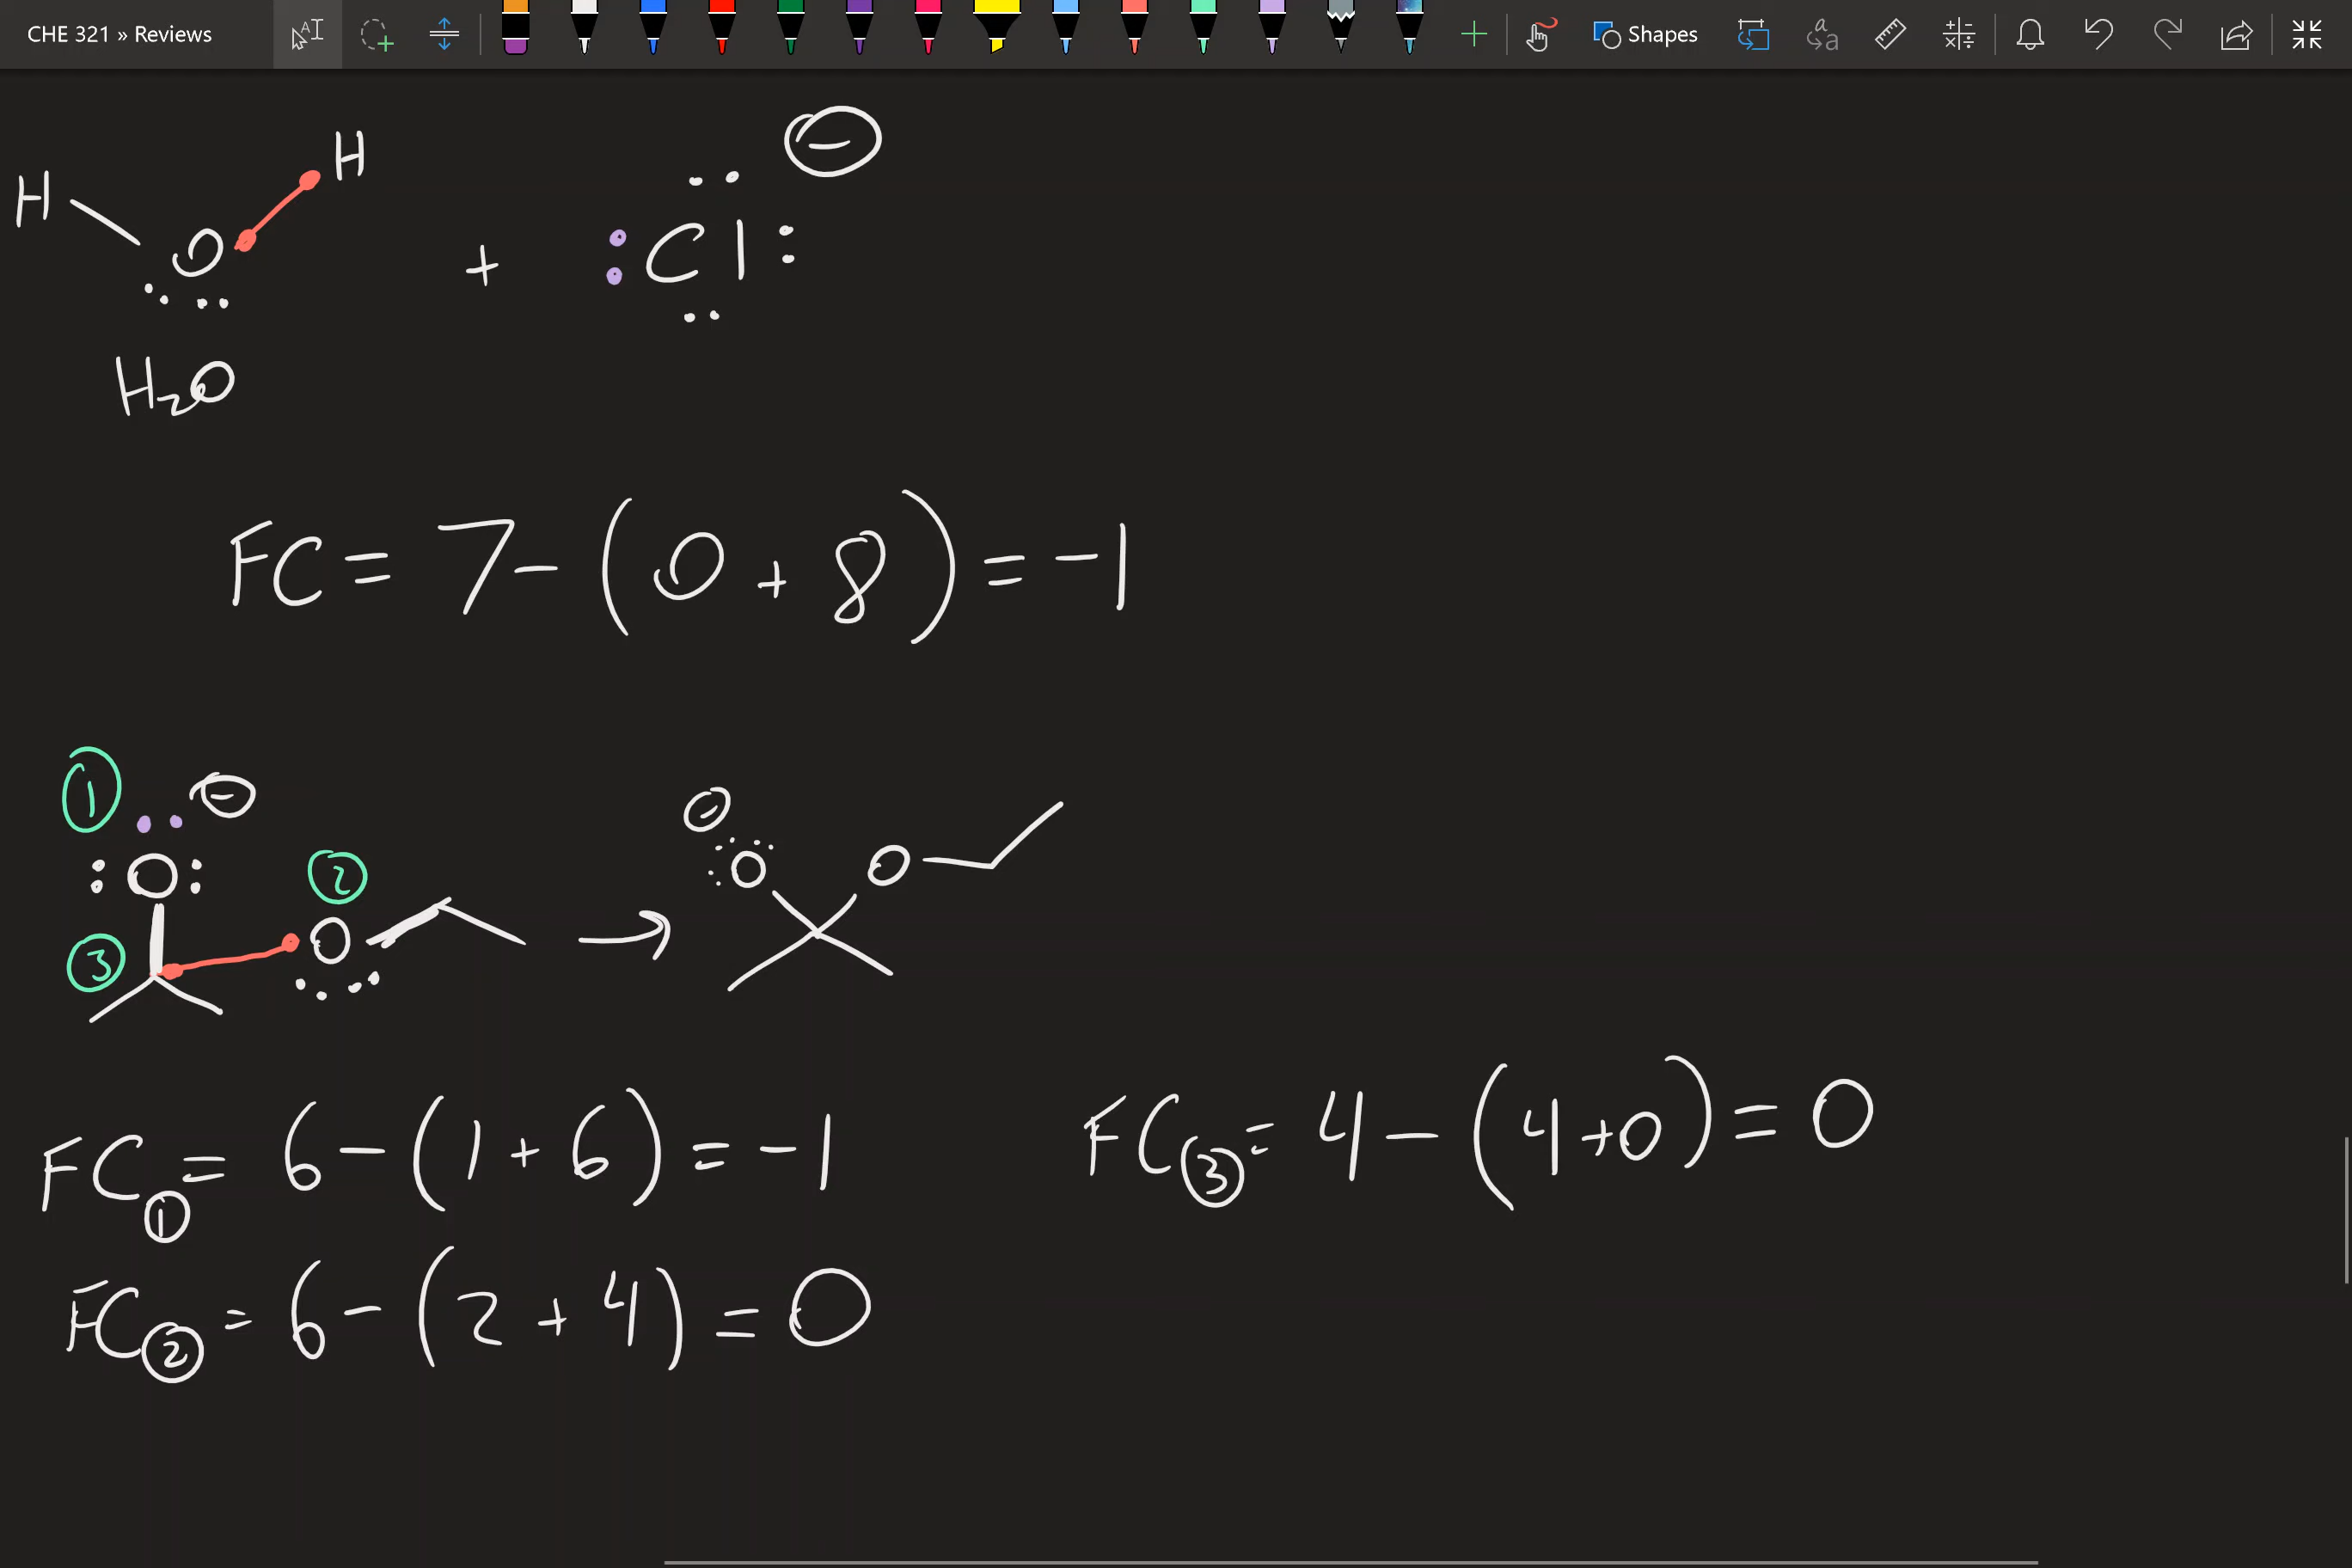 CHE 321 » Reviews
Shapes
H
H
O
+
Cl
−
H₂O
FC = 7 − (0 + 8) = −1
1
−
O
2
O
3
→
−
O
O
FC① = 6 − (1 + 6) = −1
FC③ = 4 − (4 + 0) = 0
FC② = 6 − (2 + 4) = 0